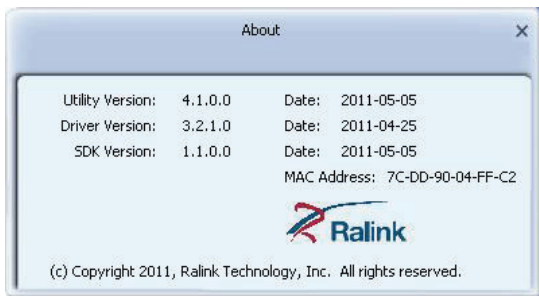 About
Utility Version: 4.1.0.0 Date: 2011-05-05
Driver Version: 3.2.1.0 Date: 2011-04-25
SDK Version: 1.1.0.0 Date: 2011-05-05
MAC Address: 7C-DD-90-04-FF-C2
Ralink
(c) Copyright 2011, Ralink Technology, Inc. All rights reserved.